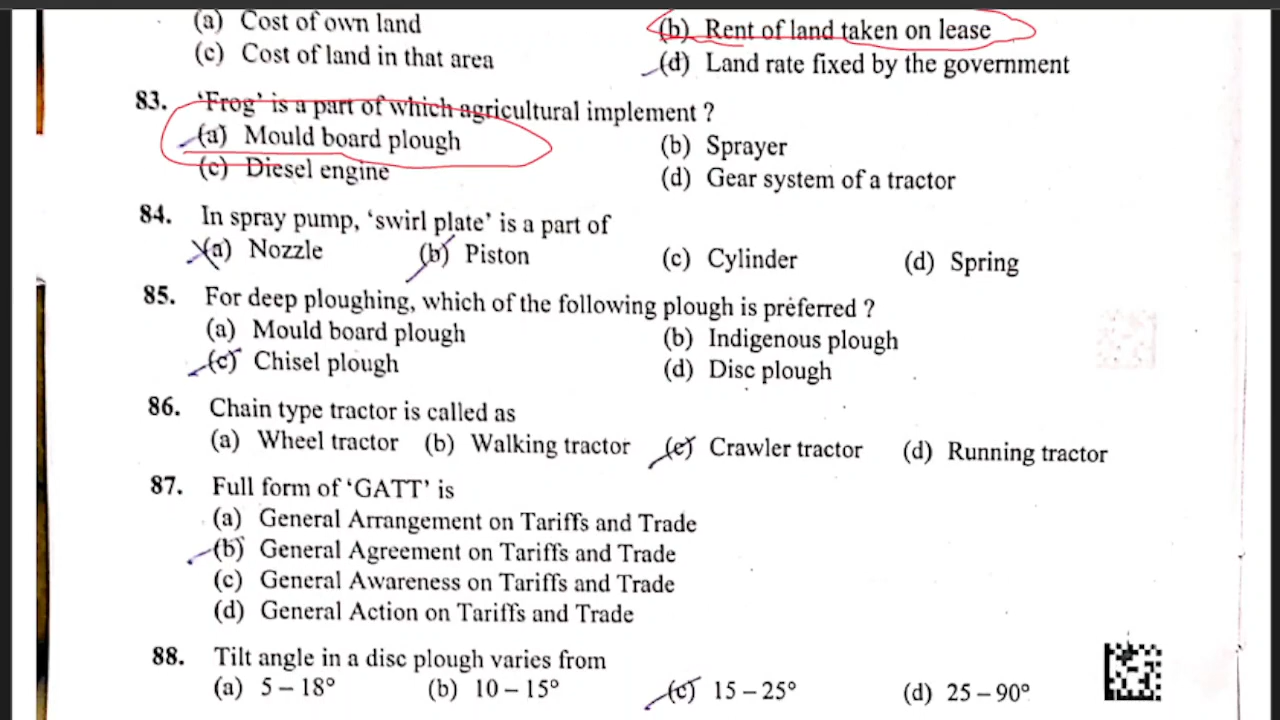 (a) Cost of own land (b) Rent of land taken on lease
(c) Cost of land in that area (d) Land rate fixed by the government
83. 'Frog' is a part of which agricultural implement ?
(a) Mould board plough (b) Sprayer
(c) Diesel engine (d) Gear system of a tractor
84. In spray pump, 'swirl plate' is a part of
(a) Nozzle (b) Piston (c) Cylinder (d) Spring
85. For deep ploughing, which of the following plough is preferred ?
(a) Mould board plough (b) Indigenous plough
(c) Chisel plough (d) Disc plough
86. Chain type tractor is called as
(a) Wheel tractor (b) Walking tractor (c) Crawler tractor (d) Running tractor
87. Full form of 'GATT' is
(a) General Arrangement on Tariffs and Trade
(b) General Agreement on Tariffs and Trade
(c) General Awareness on Tariffs and Trade
(d) General Action on Tariffs and Trade
88. Tilt angle in a disc plough varies from
(a) 5 – 18° (b) 10 – 15° (c) 15 – 25° (d) 25 – 90°